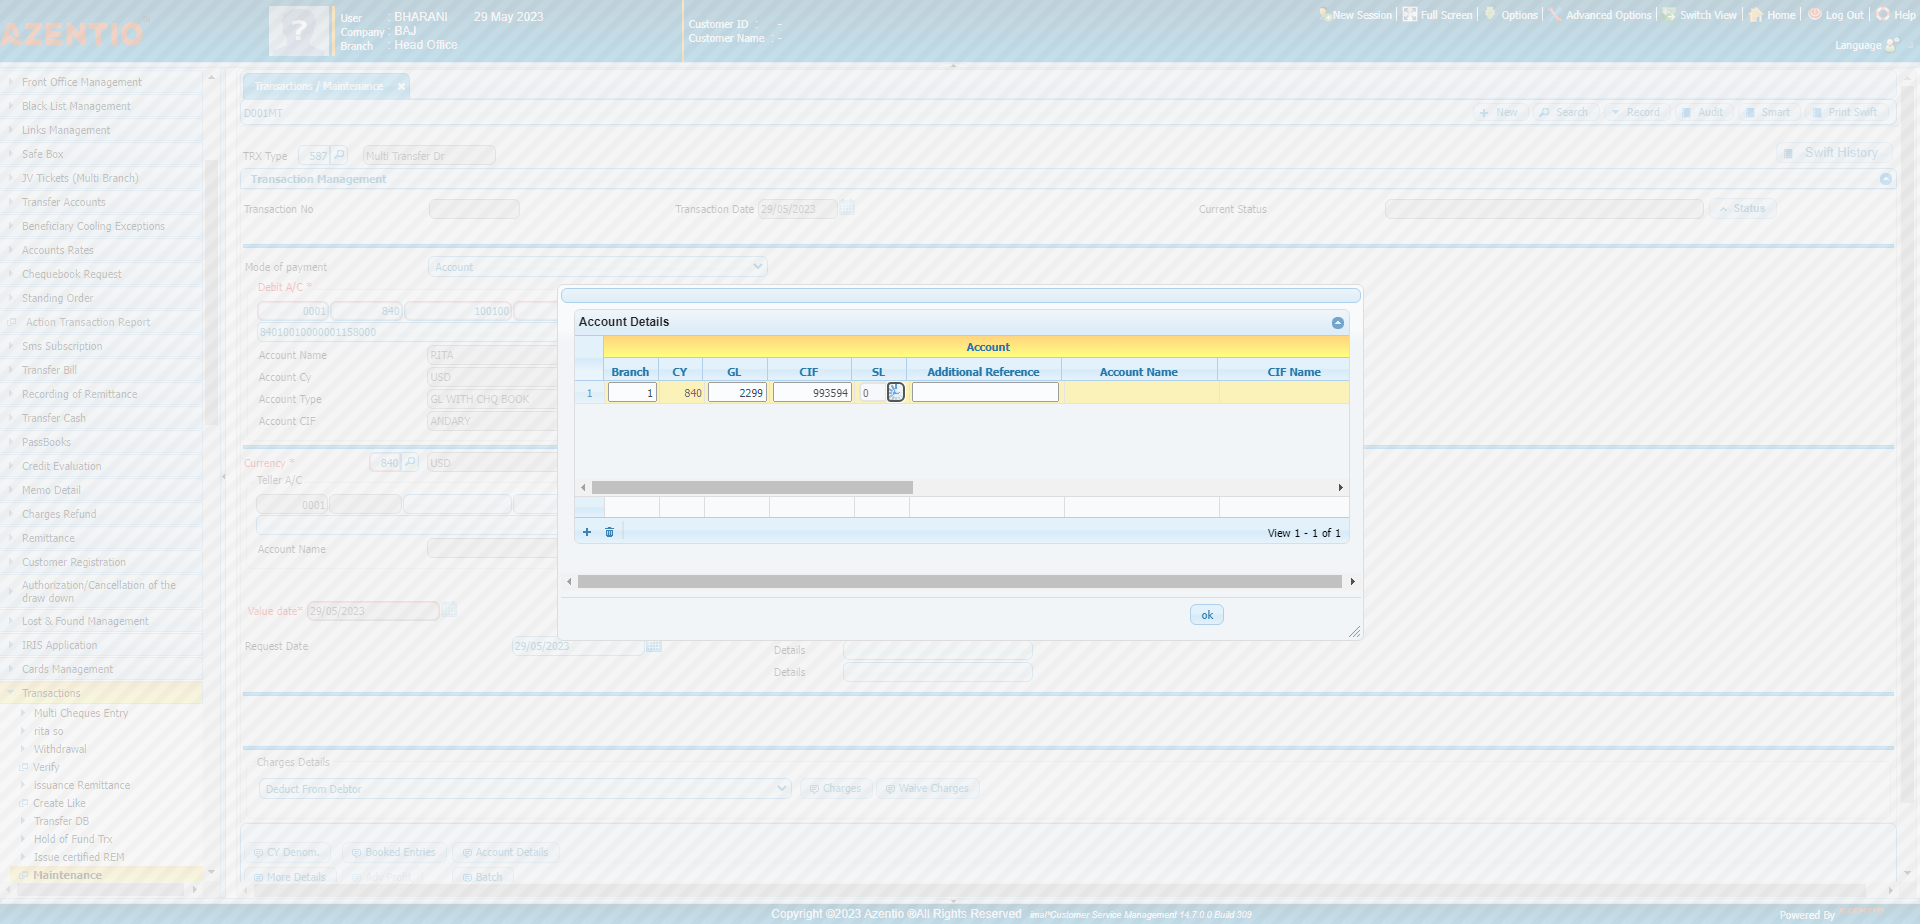 AZENTIO
User : BHARANI 29 May 2023
Company : BAJ
Branch : Head Office
Customer ID : -
Customer Name : -
New Session Full Screen Options Advanced Options Switch View Home Log Out Help
Language
Front Office Management
Black List Management
Links Management
Safe Box
JV Tickets (Multi Branch)
Transfer Accounts
Beneficiary Cooling Exceptions
Accounts Rates
Chequebook Request
Standing Order
Action Transaction Report
Sms Subscription
Transfer Bill
Recording of Remittance
Transfer Cash
PassBooks
Credit Evaluation
Memo Detail
Charges Refund
Remittance
Customer Registration
Authorization/Cancellation of the
draw down
Lost & Found Management
IRIS Application
Cards Management
Transactions
Multi Cheques Entry
rita so
Withdrawal
Verify
issuance Remittance
Create Like
Transfer DB
Hold of Fund Trx
Issue certified REM
Maintenance
Transactions / Maintenance
D001MT
New Search Record Audit Smart Print Swift
TRX Type 587 Multi Transfer Dr
Swift History
Transaction Management
Transaction No Transaction Date 29/05/2023 Current Status Status
Mode of payment Account
Debit A/C *
0001 840 100100
84010010000001158000
Account Name RITA
Account Cy USD
Account Type GL WITH CHQ BOOK
Account CIF ANDARY
Currency * 840 USD
Teller A/C
0001
Account Name
Value date* 29/05/2023
Request Date 29/05/2023
Details
Details
Account Details
Account
Branch CY GL CIF SL Additional Reference Account Name CIF Name
1 1 840 2299 993594 0
View 1 - 1 of 1
ok
Charges Details
Deduct From Debtor Charges Waive Charges
CY Denom. Booked Entries Account Details
More Details Adv Profit Batch
Copyright ©2023 Azentio ®All Rights Reserved imal*Customer Service Management 14.7.0.0 Build 309
Powered By